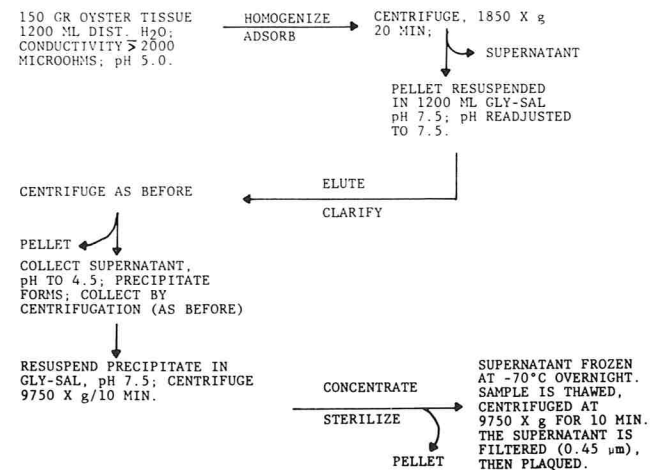 150 GR OYSTER TISSUE
1200 ML DIST. H₂O;
CONDUCTIVITY ⋝ 2000
MICROOHMS; pH 5.0.
HOMOGENIZE
ADSORB
CENTRIFUGE, 1850 X g
20 MIN;
SUPERNATANT
PELLET RESUSPENDED
IN 1200 ML GLY-SAL
pH 7.5; pH READJUSTED
TO 7.5.
ELUTE
CLARIFY
CENTRIFUGE AS BEFORE
PELLET
COLLECT SUPERNATANT,
pH TO 4.5; PRECIPITATE
FORMS; COLLECT BY
CENTRIFUGATION (AS BEFORE)
RESUSPEND PRECIPITATE IN
GLY-SAL, pH 7.5; CENTRIFUGE
9750 X g/10 MIN.
CONCENTRATE
STERILIZE
PELLET
SUPERNATANT FROZEN
AT -70°C OVERNIGHT.
SAMPLE IS THAWED,
CENTRIFUGED AT
9750 X g FOR 10 MIN.
THE SUPERNATANT IS
FILTERED (0.45 μm),
THEN PLAQUED.